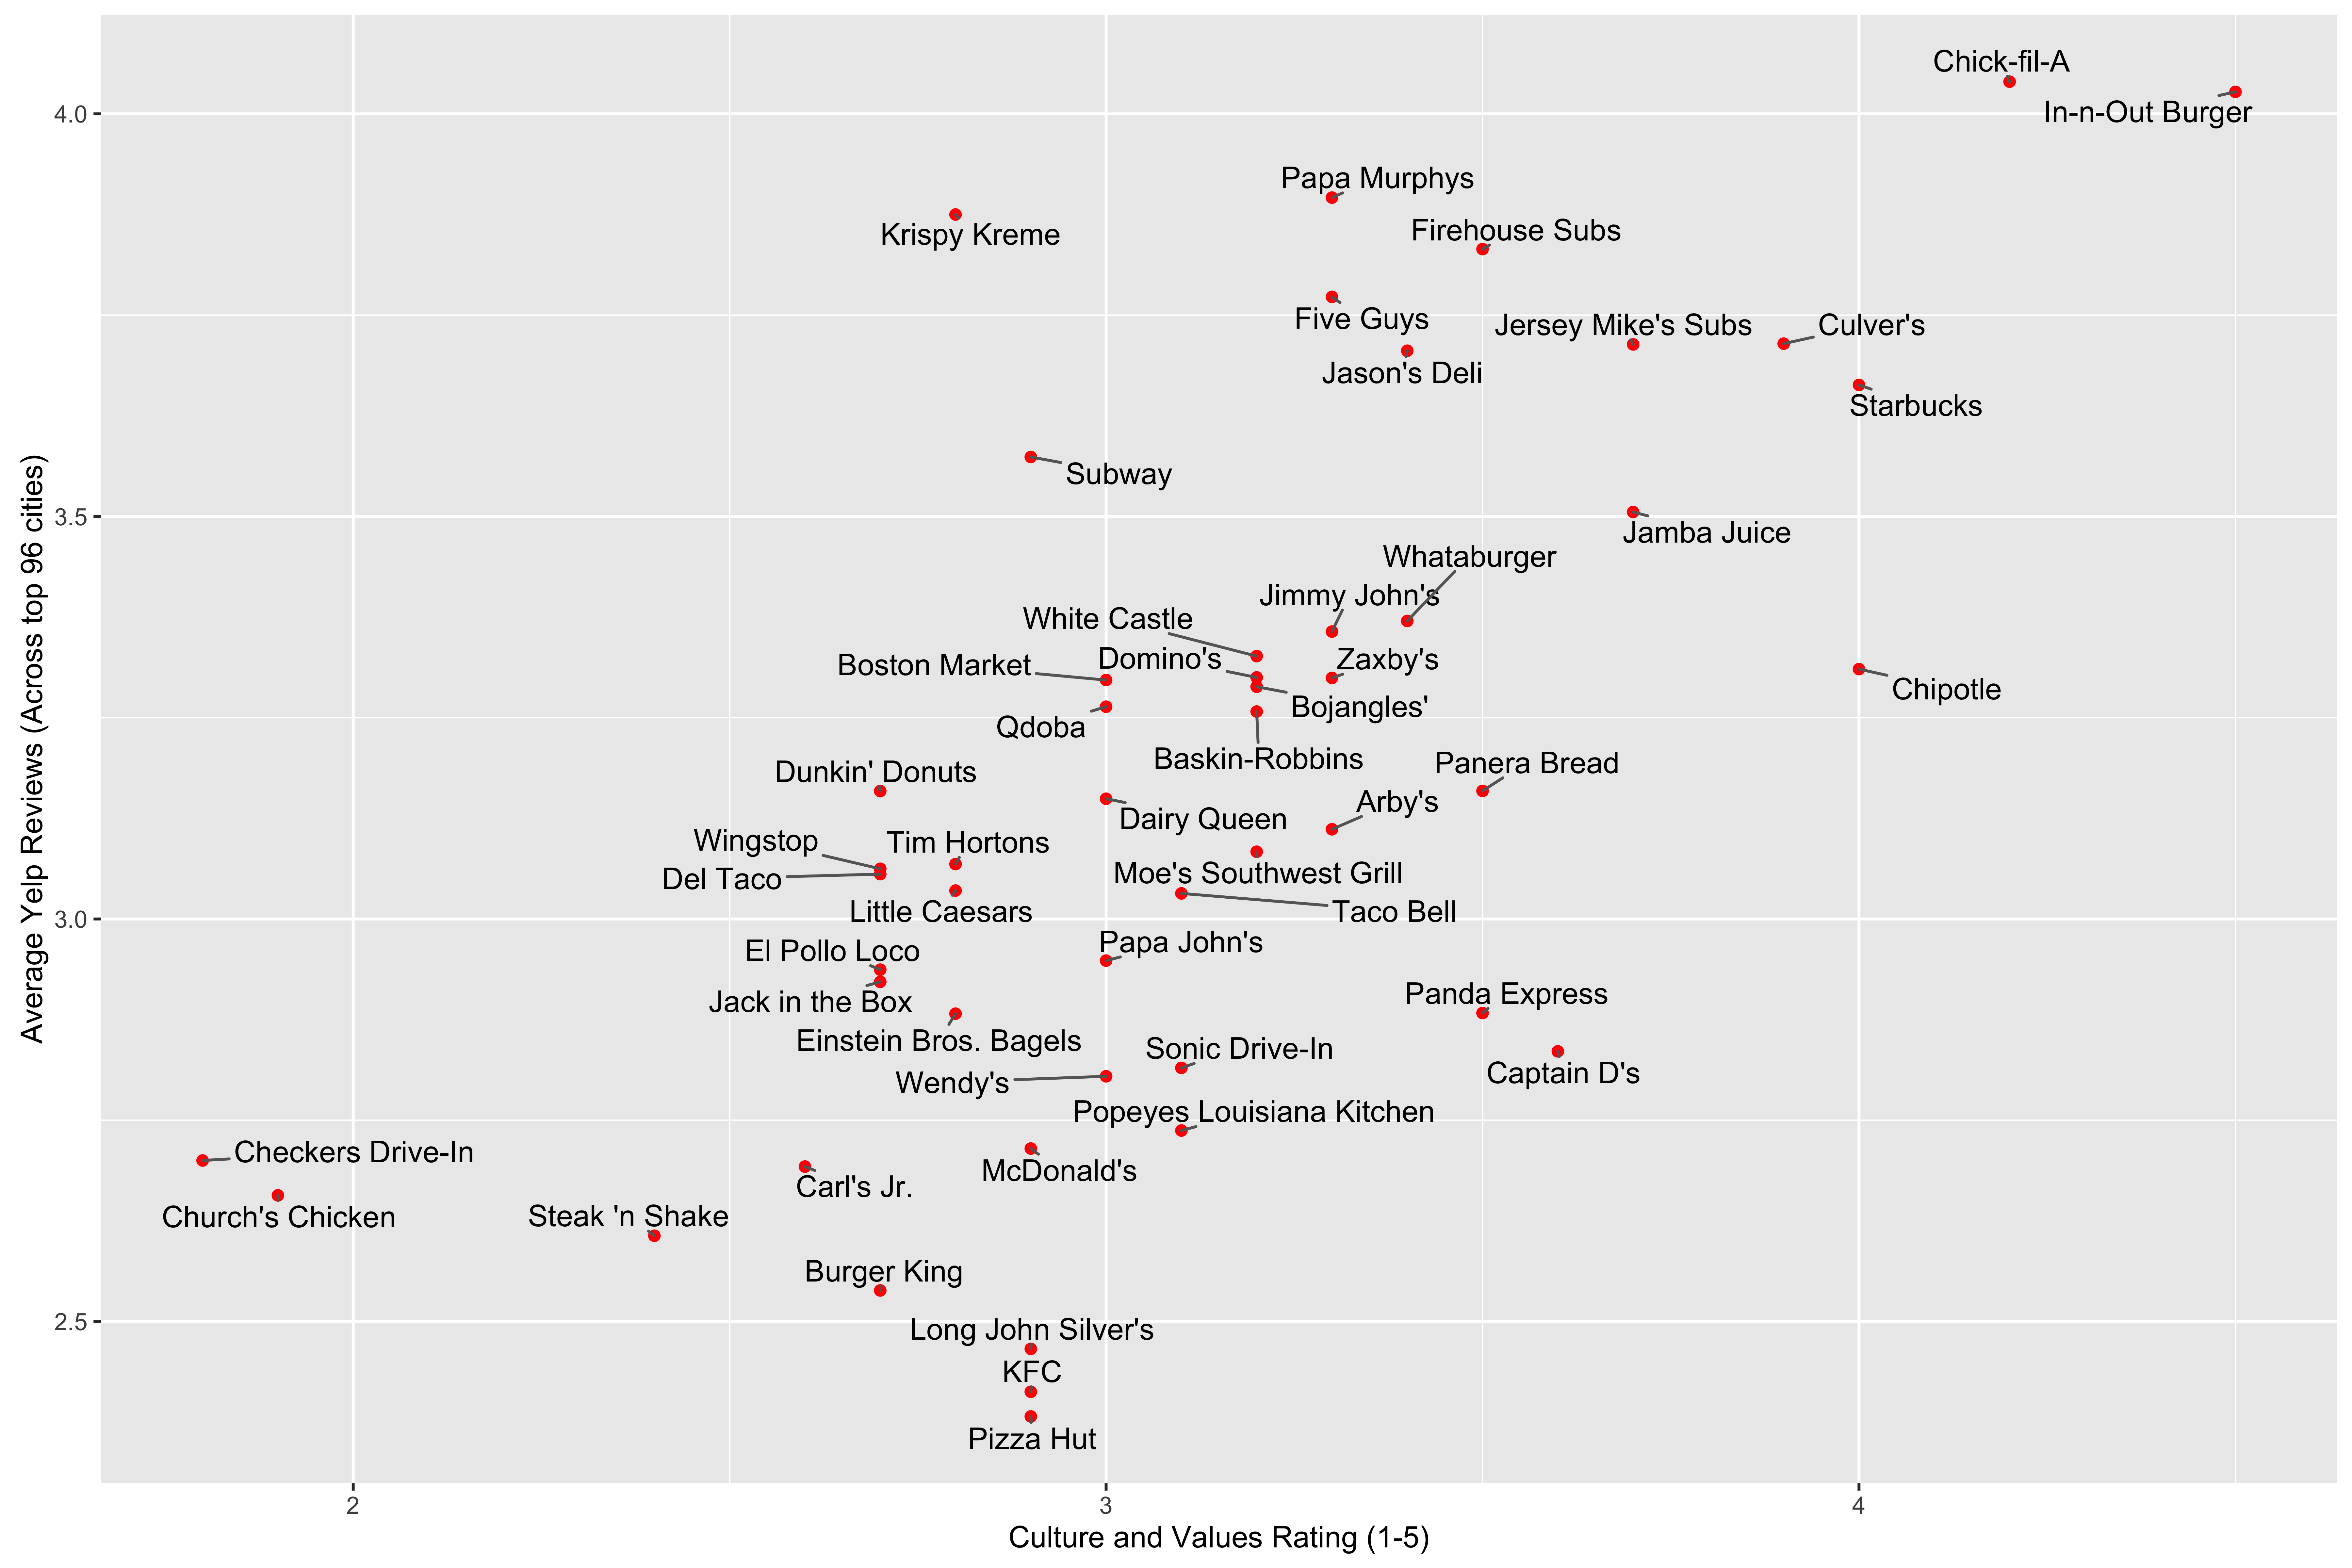 Chick-fil-A
4.0
In-n-Out Burger
Papa Murphys
Krispy Kreme
Firehouse Subs
Five Guys
Jersey Mike's Subs
Culver's
Jason's Deli
Starbucks
Subway
3.5
Jamba Juice
Whataburger
Jimmy John's
White Castle
Domino's
Zaxby's
Boston Market
Chipotle
Bojangles'
Qdoba
Baskin-Robbins
Panera Bread
Dunkin' Donuts
Arby's
Dairy Queen
Wingstop
Tim Hortons
Moe's Southwest Grill
Del Taco
Little Caesars
Taco Bell
3.0
Papa John's
El Pollo Loco
Panda Express
Jack in the Box
Einstein Bros. Bagels
Sonic Drive-In
Captain D's
Wendy's
Popeyes Louisiana Kitchen
Checkers Drive-In
McDonald's
Carl's Jr.
Church's Chicken
Steak 'n Shake
Burger King
2.5
Long John Silver's
KFC
Pizza Hut
2
3
4
Culture and Values Rating (1-5)
Average Yelp Reviews (Across top 96 cities)